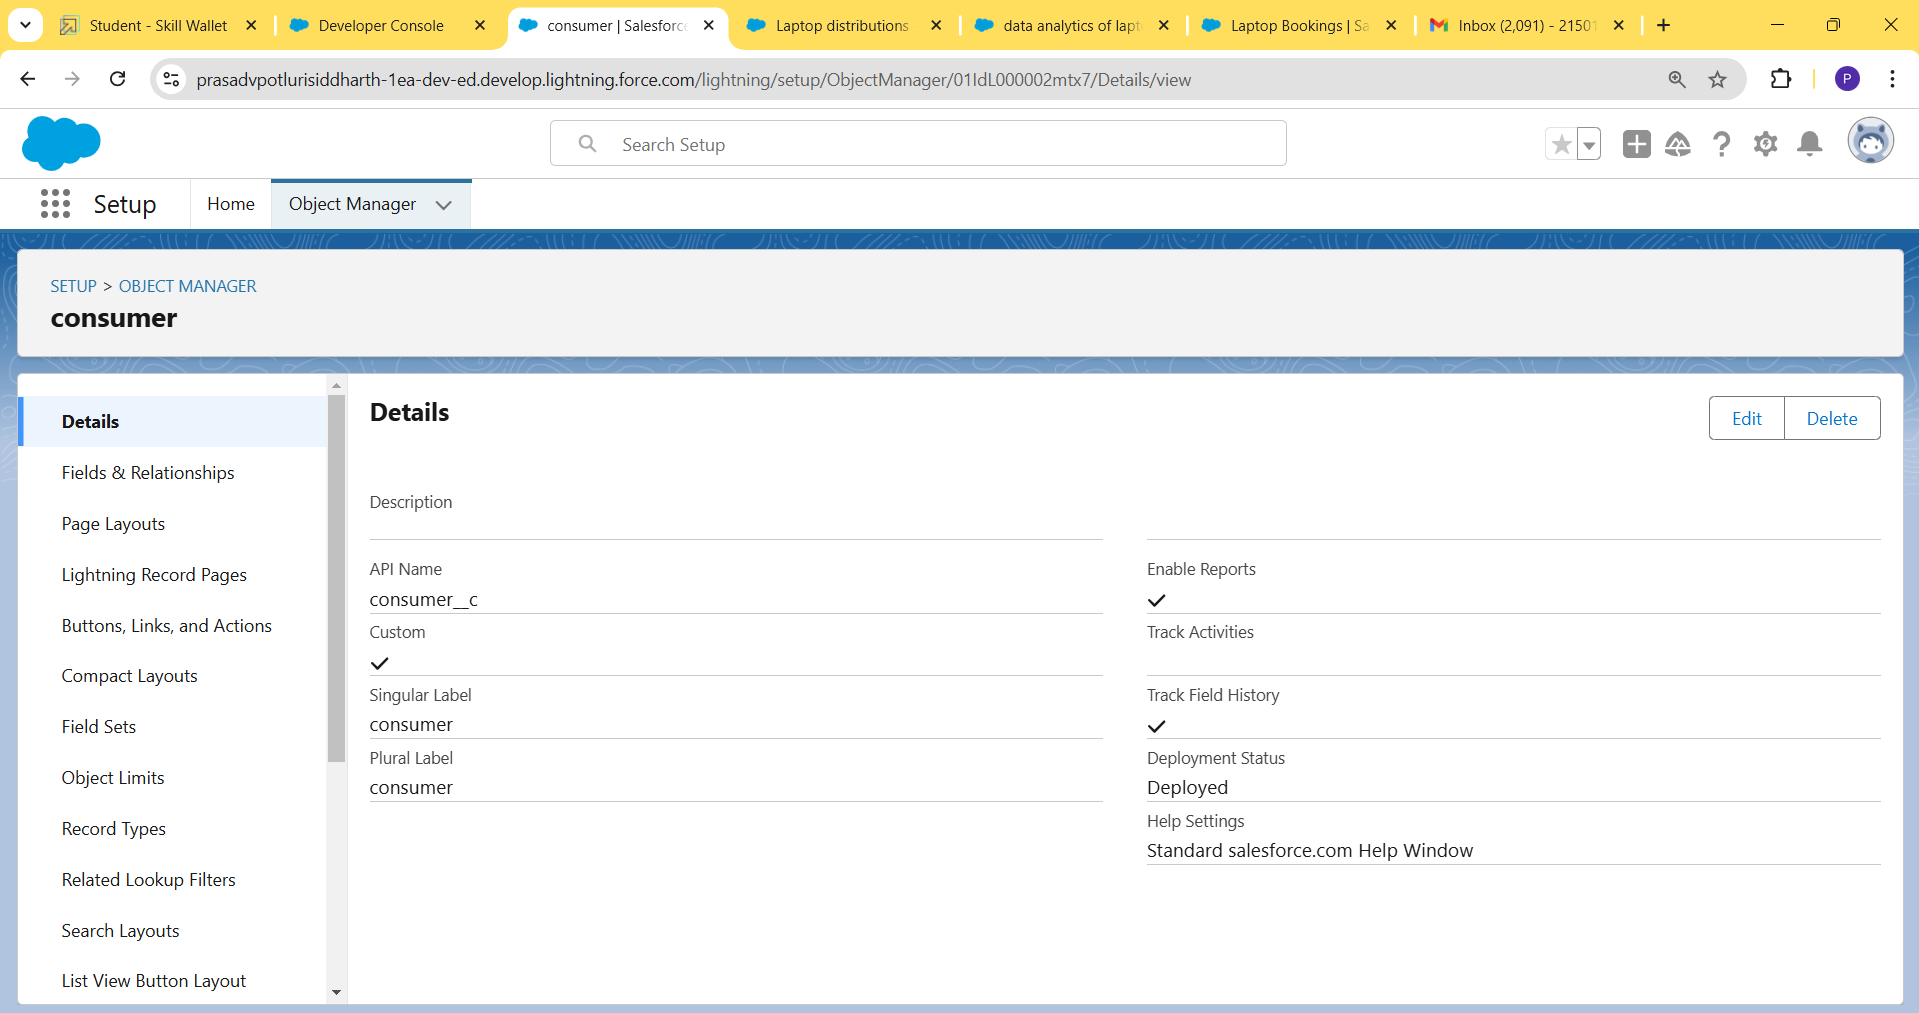 Student - Skill Wallet
Developer Console
consumer | Salesforce
Laptop distributions
data analytics of lapt
Laptop Bookings | Sa
Inbox (2,091) - 21501
prasadvpotlurisiddharth-1ea-dev-ed.develop.lightning.force.com/lightning/setup/ObjectManager/01IdL000002mtx7/Details/view
P
Search Setup
Setup
Home
Object Manager
SETUP > OBJECT MANAGER
consumer
Details
Fields & Relationships
Page Layouts
Lightning Record Pages
Buttons, Links, and Actions
Compact Layouts
Field Sets
Object Limits
Record Types
Related Lookup Filters
Search Layouts
List View Button Layout
Details
Edit
Delete
Description
API Name
consumer__c
Custom
Singular Label
consumer
Plural Label
consumer
Enable Reports
Track Activities
Track Field History
Deployment Status
Deployed
Help Settings
Standard salesforce.com Help Window